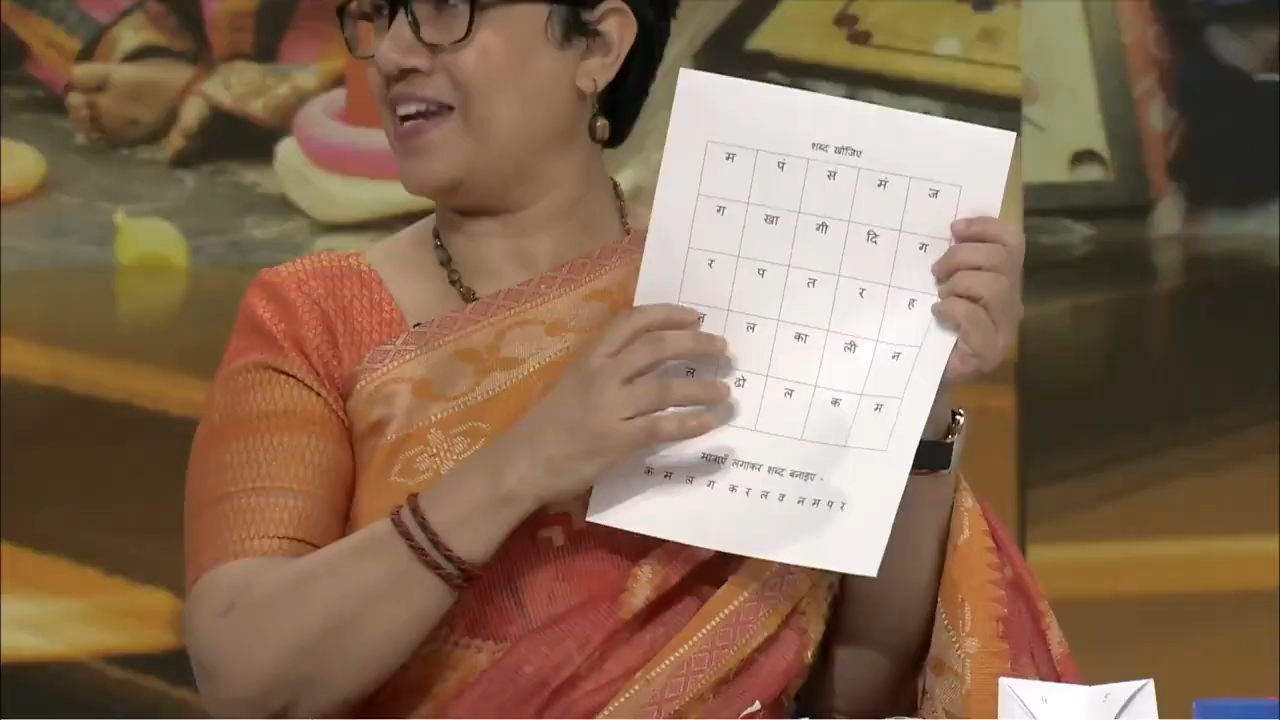 शब्द खोजिए
म पं सं मं ज
ग खा गी दि ग
र प त र ह
न ल का ली न
ल ढो ल क म
मात्राएँ लगाकर शब्द बनाइए -
क म ल ग क र ल व न म प र